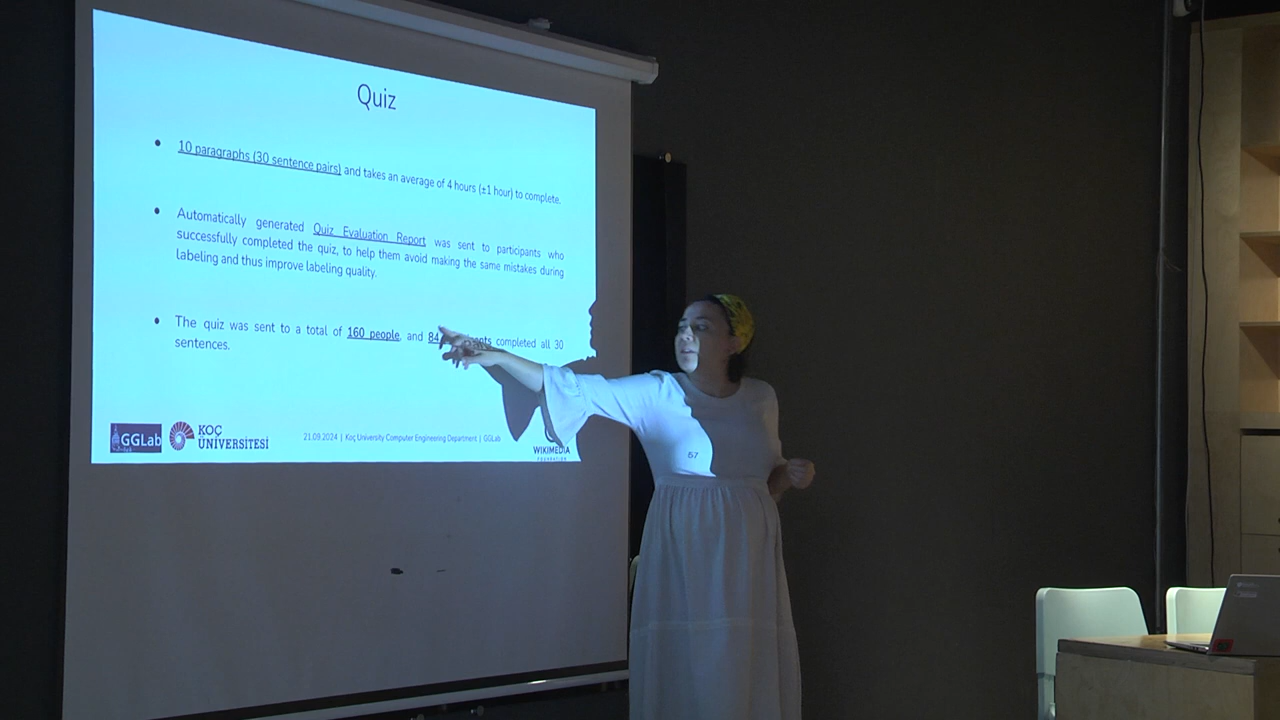 Quiz
10 paragraphs (30 sentence pairs) and takes an average of 4 hours (±1 hour) to complete.
Automatically generated Quiz Evaluation Report was sent to participants who
successfully completed the quiz, to help them avoid making the same mistakes during
labeling and thus improve labeling quality.
The quiz was sent to a total of 160 people, and 84 completed all 30
sentences.
GGLab
KOÇ
ÜNİVERSİTESİ
21.09.2024 | Koç University Computer Engineering Department | GGLab
WIKIMEDIA
FOUNDATION
57